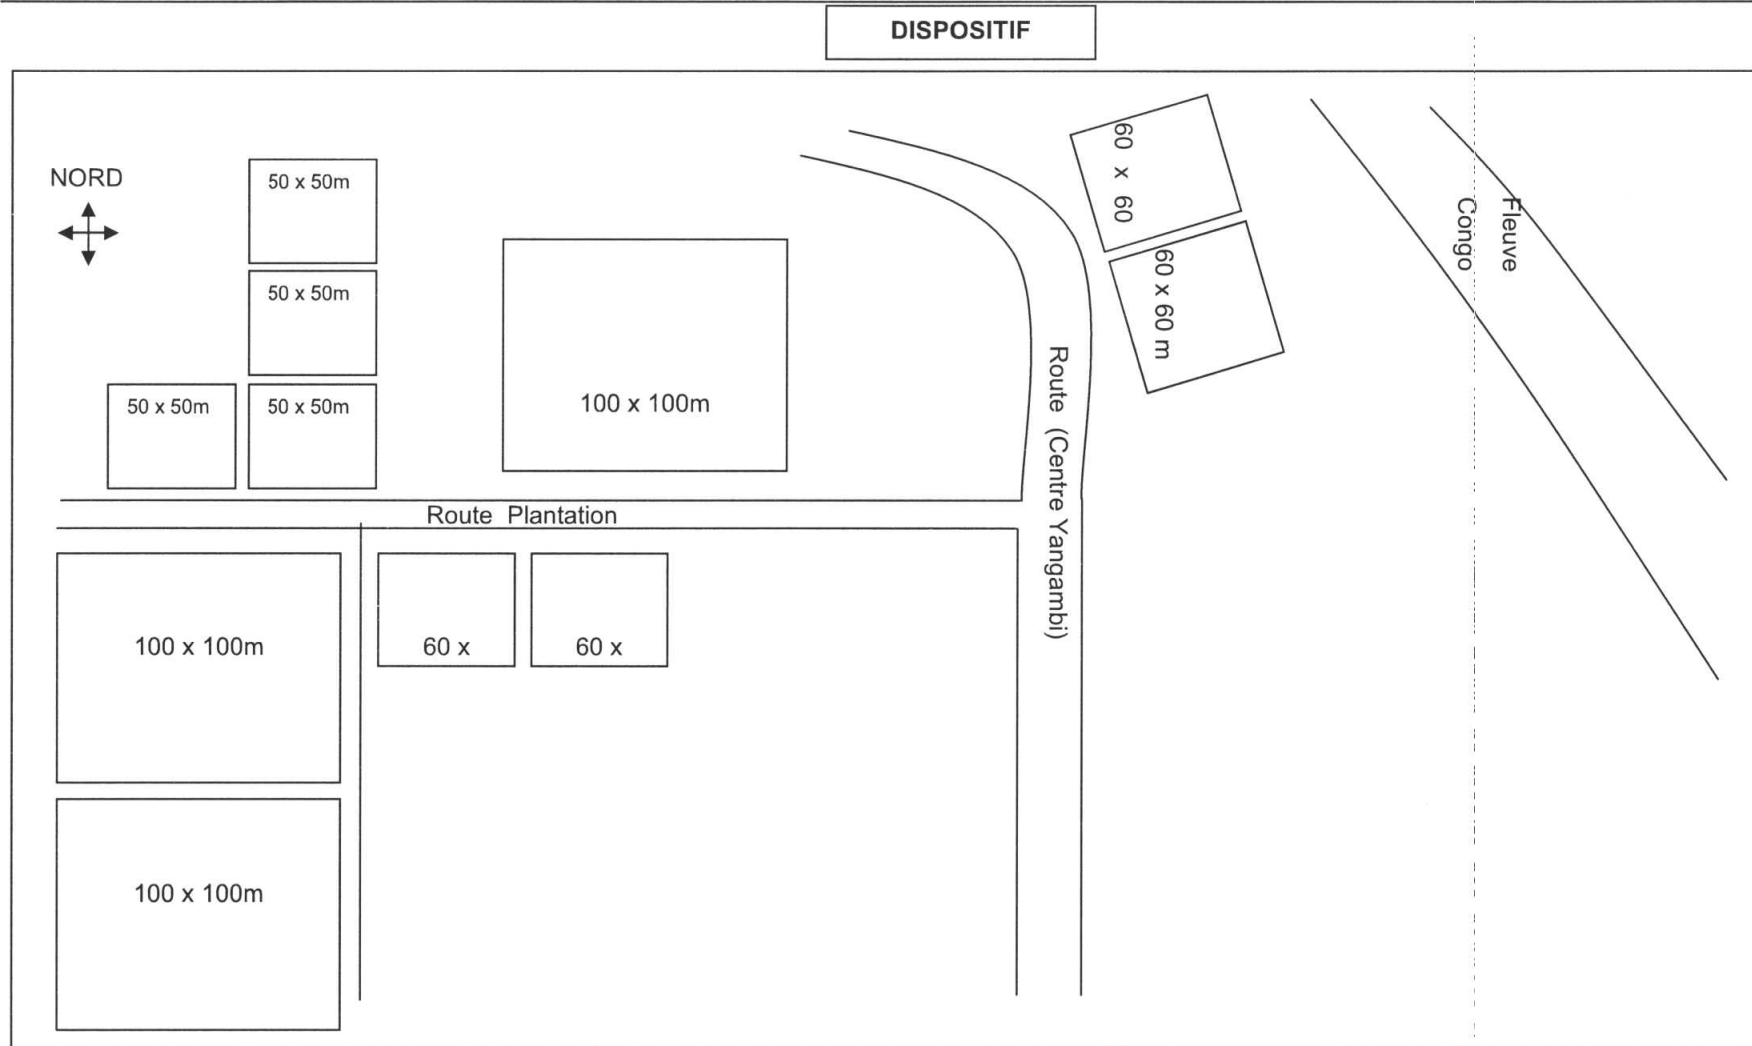 DISPOSITIF
NORD
50 x 50m
50 x 50m
50 x 50m
50 x 50m
100 x 100m
60 x 60
60 x 60 m
Fleuve
Congo
Route (Centre Yangambi)
Route Plantation
100 x 100m
60 x
60 x
100 x 100m